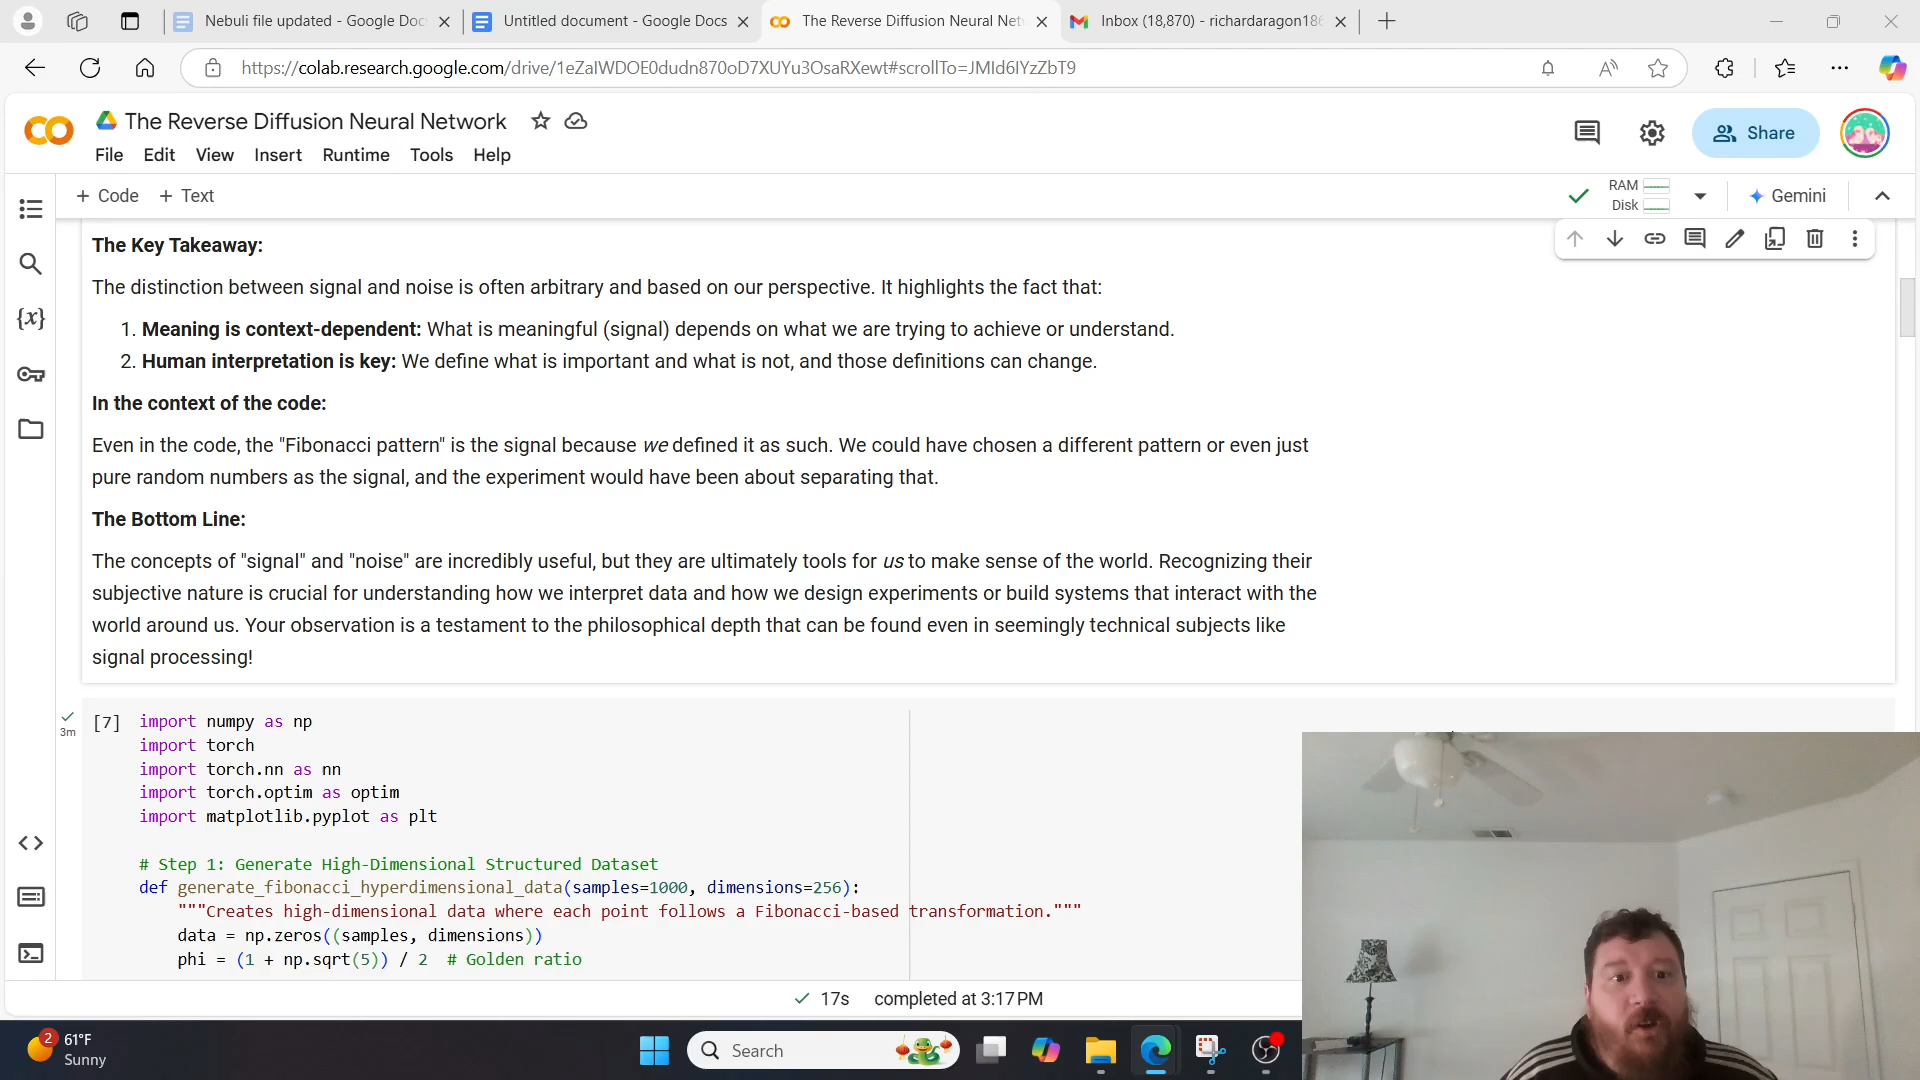 Nebuli file updated - Google Doc
Untitled document - Google Docs
The Reverse Diffusion Neural Net
Inbox (18,870) - richardaragon186
https://colab.research.google.com/drive/1eZaIWDOE0dudn870oD7XUYu3OsaRXewt#scrollTo=JMId6IYzZbT9
The Reverse Diffusion Neural Network
File Edit View Insert Runtime Tools Help
Share
+ Code + Text
RAM
Disk
Gemini
The Key Takeaway:
The distinction between signal and noise is often arbitrary and based on our perspective. It highlights the fact that:
1. Meaning is context-dependent: What is meaningful (signal) depends on what we are trying to achieve or understand.
2. Human interpretation is key: We define what is important and what is not, and those definitions can change.
In the context of the code:
Even in the code, the "Fibonacci pattern" is the signal because we defined it as such. We could have chosen a different pattern or even just
pure random numbers as the signal, and the experiment would have been about separating that.
The Bottom Line:
The concepts of "signal" and "noise" are incredibly useful, but they are ultimately tools for us to make sense of the world. Recognizing their
subjective nature is crucial for understanding how we interpret data and how we design experiments or build systems that interact with the
world around us. Your observation is a testament to the philosophical depth that can be found even in seemingly technical subjects like
signal processing!
3m
[7] import numpy as np
import torch
import torch.nn as nn
import torch.optim as optim
import matplotlib.pyplot as plt
# Step 1: Generate High-Dimensional Structured Dataset
def generate_fibonacci_hyperdimensional_data(samples=1000, dimensions=256):
"""Creates high-dimensional data where each point follows a Fibonacci-based transformation."""
data = np.zeros((samples, dimensions))
phi = (1 + np.sqrt(5)) / 2 # Golden ratio
17s completed at 3:17 PM
2
61°F
Sunny
Search